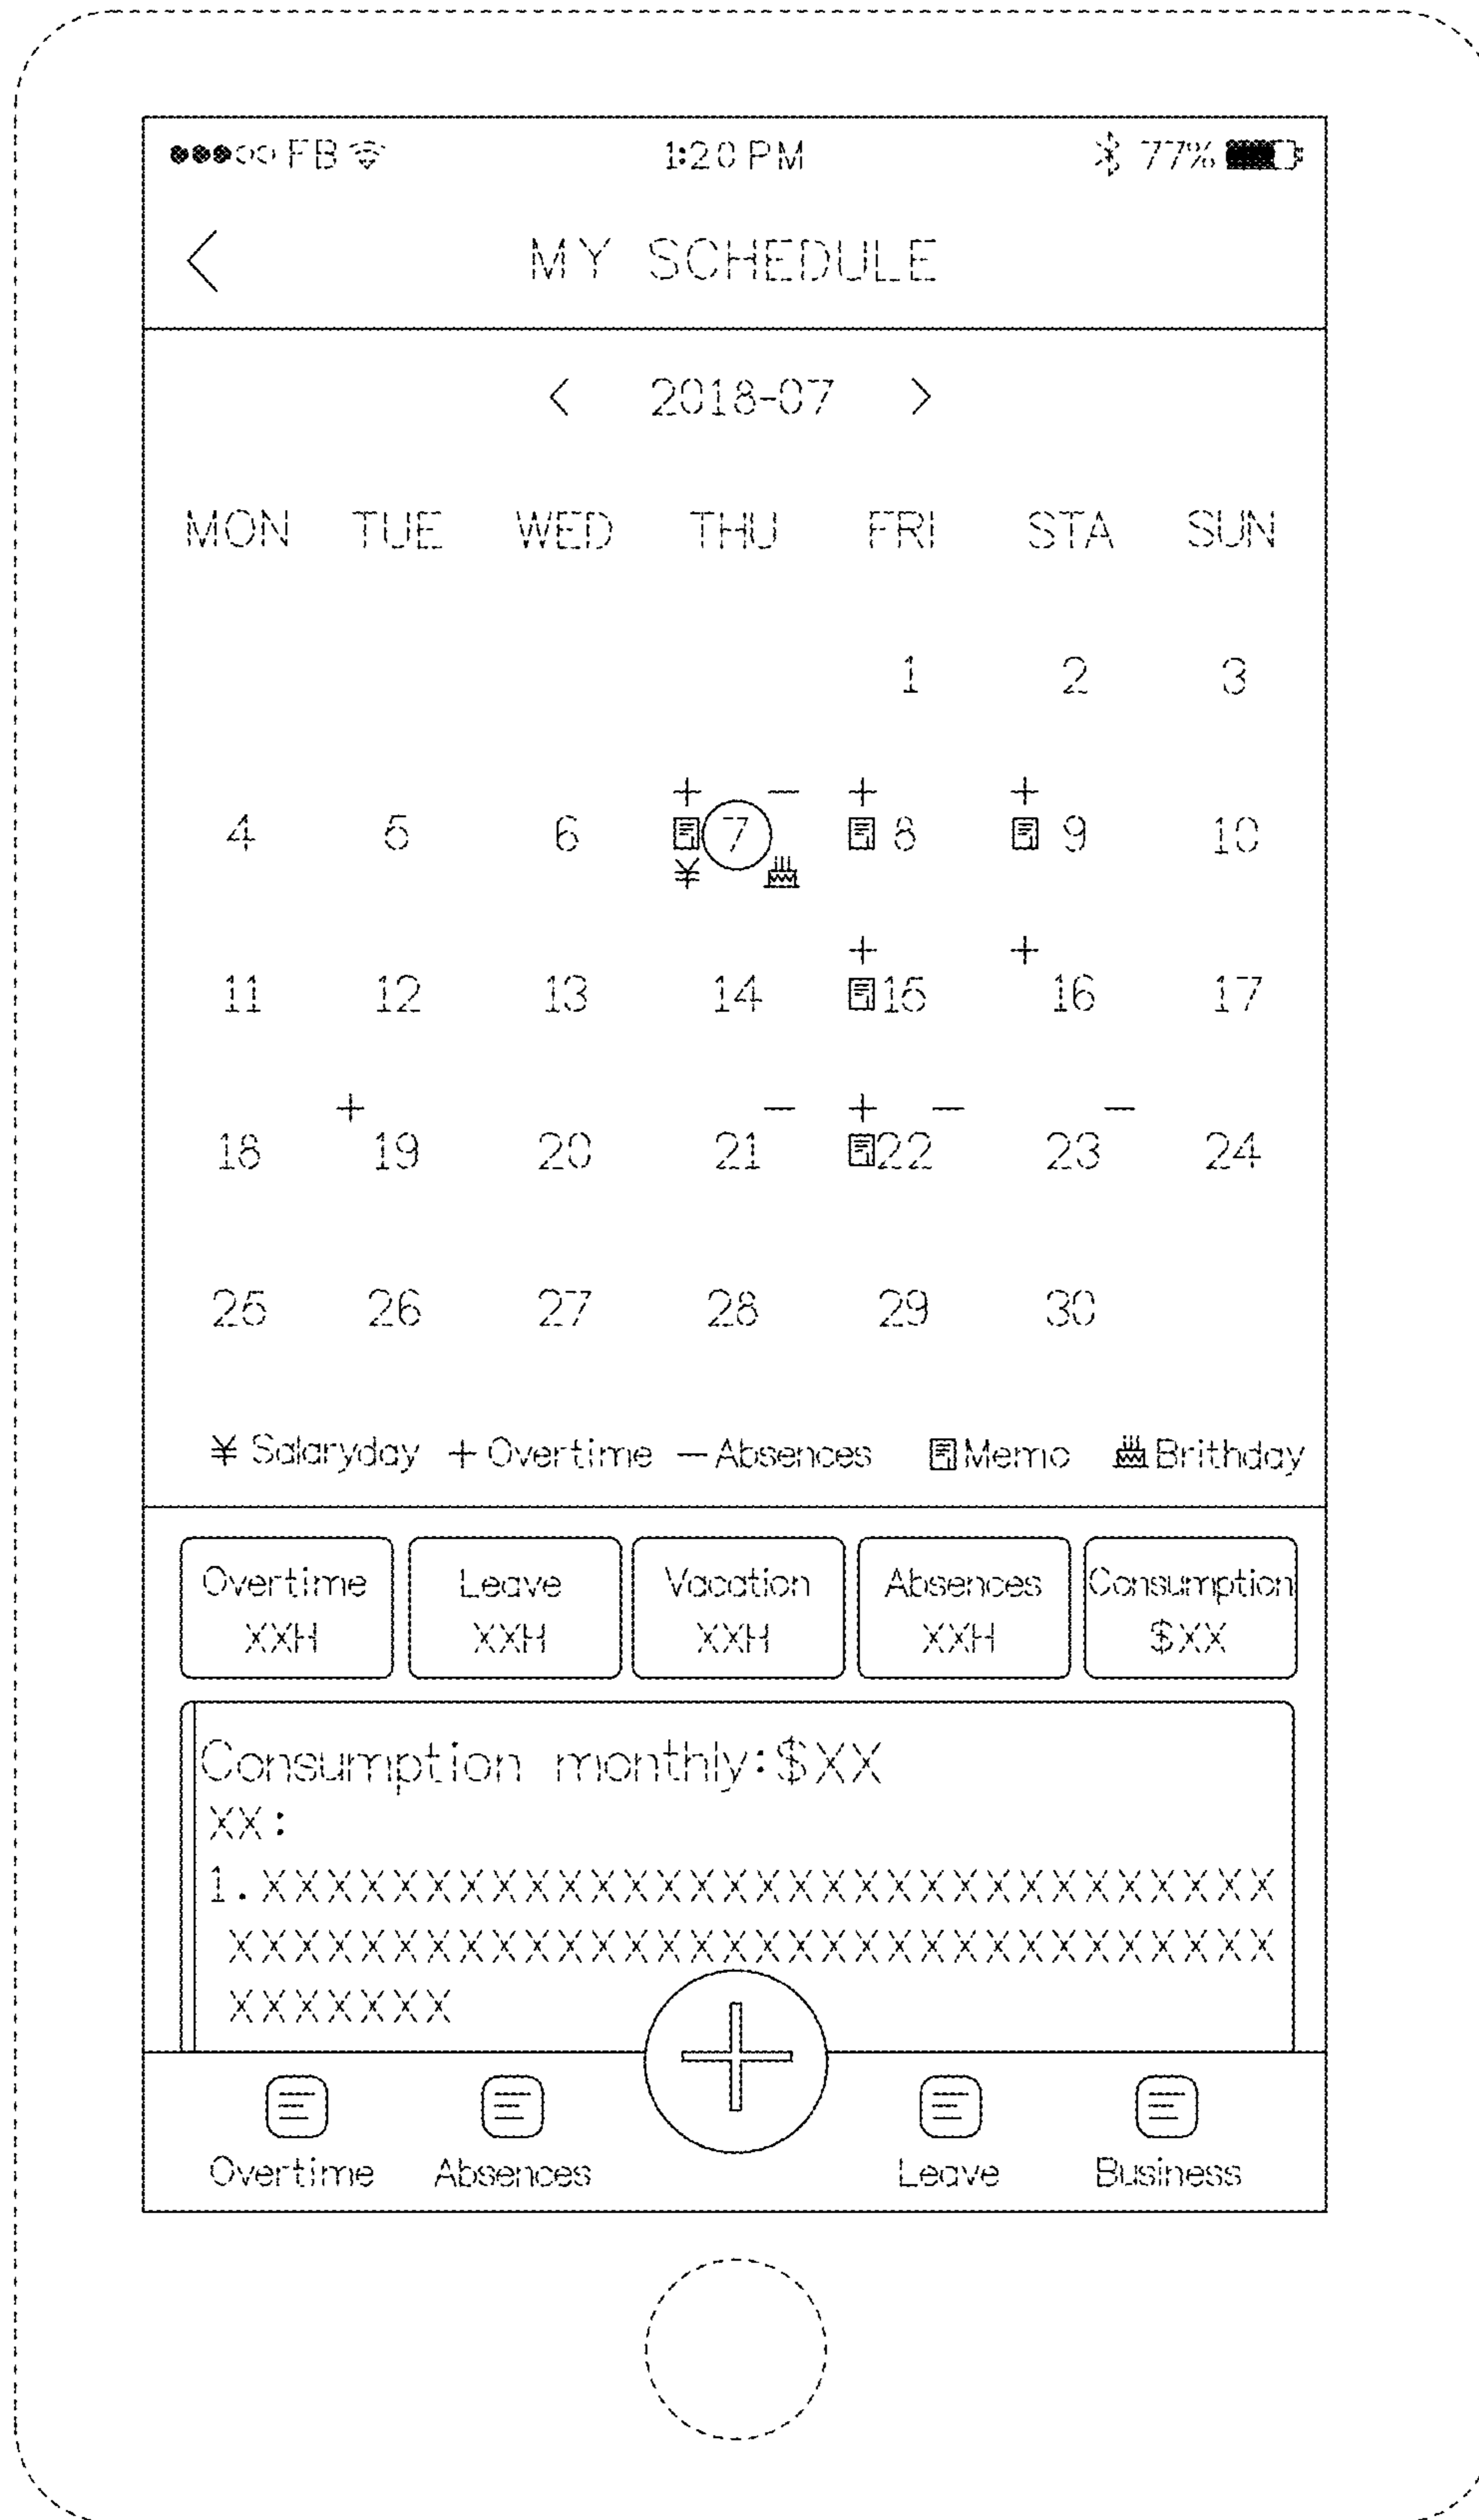 FB 1:20 PM 77%
MY SCHEDULE
< 2018-07 >
MON TUE WED THU FRI STA SUN
1 2 3
+ − + +
4 5 6 7 8 9 10
¥
+ +
11 12 13 14 15 16 17
+ − + − −
18 19 20 21 22 23 24
25 26 27 28 29 30
¥ Salaryday + Overtime — Absences Memo Brithday
Overtime Leave Vacation Absences Consumption
XXH XXH XXH XXH $XX
Consumption monthly:$XX
XX:
1.XXXXXXXXXXXXXXXXXXXXXXXXXXXXXXX
XXXXXXXXXXXXXXXXXXXXXXXXXXXXXXXX
XXXXXXX
Overtime Absences Leave Business